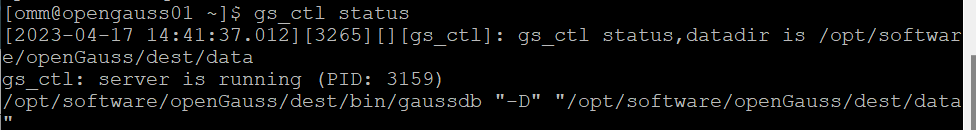 [omm@opengauss01 ~]$ gs_ctl status
[2023-04-17 14:41:37.012][3265][][gs_ctl]: gs_ctl status,datadir is /opt/softwar
e/openGauss/dest/data
gs_ctl: server is running (PID: 3159)
/opt/software/openGauss/dest/bin/gaussdb "-D" "/opt/software/openGauss/dest/data
"